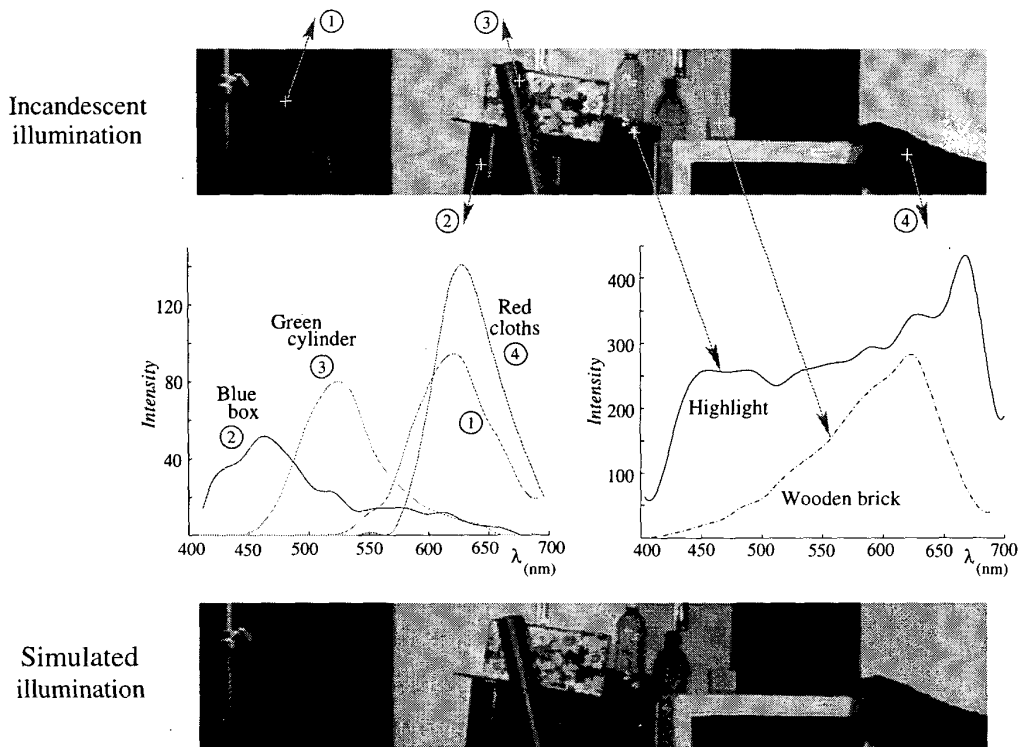 ① ③
Incandescent
illumination
② ④
Intensity
120
80
40
Blue
box
②
Green
cylinder
③
Red
cloths
④
①
400 450 500 550 600 650 700
λ (nm)
Intensity
400
300
200
100
Highlight
Wooden brick
400 450 500 550 600 650 700
λ (nm)
Simulated
illumination